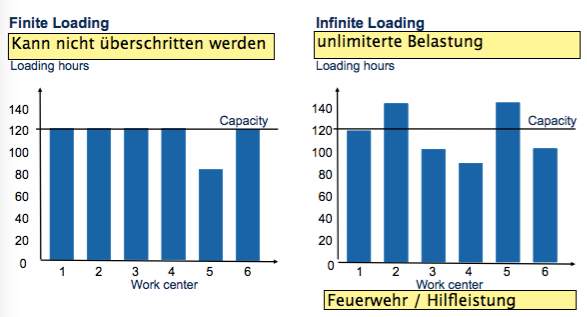 Finite Loading
Kann nicht überschritten werden
Loading hours
140
120
100
80
60
40
20
0
Capacity
1 2 3 4 5 6
Work center
Infinite Loading
unlimiterte Belastung
Loading hours
140
120
100
80
60
40
20
0
Capacity
1 2 3 4 5 6
Work center
Feuerwehr / Hilfleistung